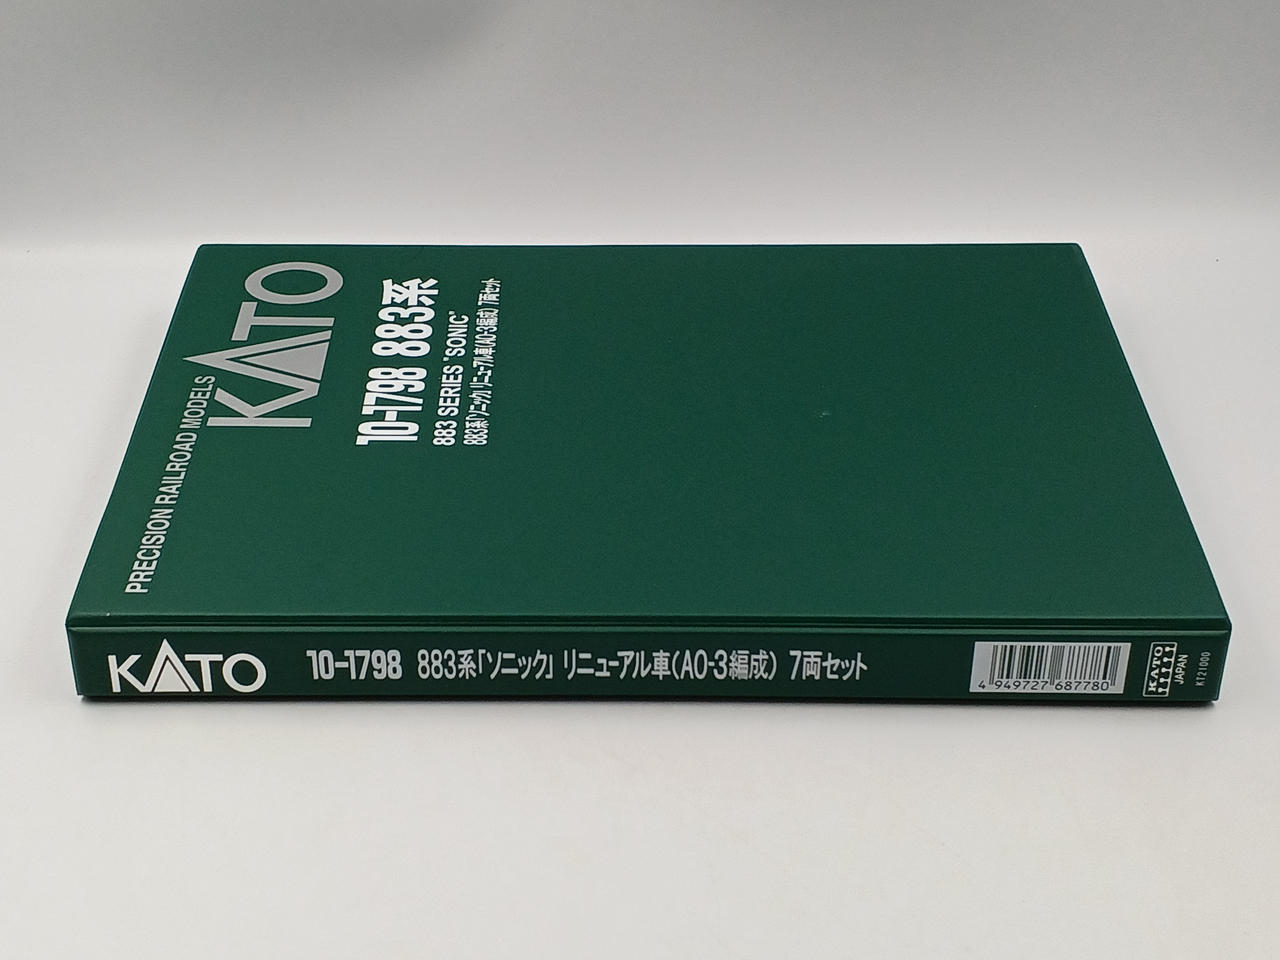 KATO
PRECISION RAILROAD MODELS
10-1798 883系
883 SERIES "SONIC"
883系「ソニック」リニューアル車(AO-3編成) 7両セット
KATO 10-1798 883系「ソニック」リニューアル車(AO-3編成) 7両セット
4 949727 687780
KATO
JAPAN
KT21000